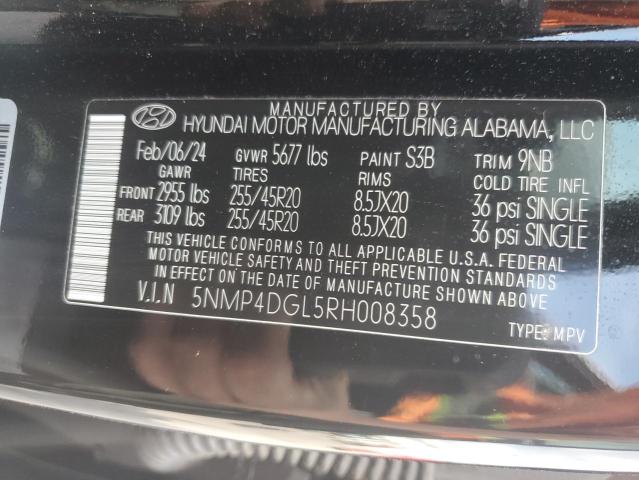 MANUFACTURED BY
HYUNDAI MOTOR MANUFACTURING ALABAMA, LLC
Feb/06/24 GVWR 5677 lbs PAINT S3B TRIM 9NB
GAWR TIRES RIMS COLD TIRE INFL
FRONT 2955 lbs 255/45R20 8.5JX20 36 psi SINGLE
REAR 3109 lbs 255/45R20 8.5JX20 36 psi SINGLE
THIS VEHICLE CONFORMS TO ALL APPLICABLE U.S.A. FEDERAL
MOTOR VEHICLE SAFETY AND THEFT PREVENTION STANDARDS
IN EFFECT ON THE DATE OF MANUFACTURE SHOWN ABOVE
V.I.N 5NMP4DGL5RH008358
TYPE: MPV